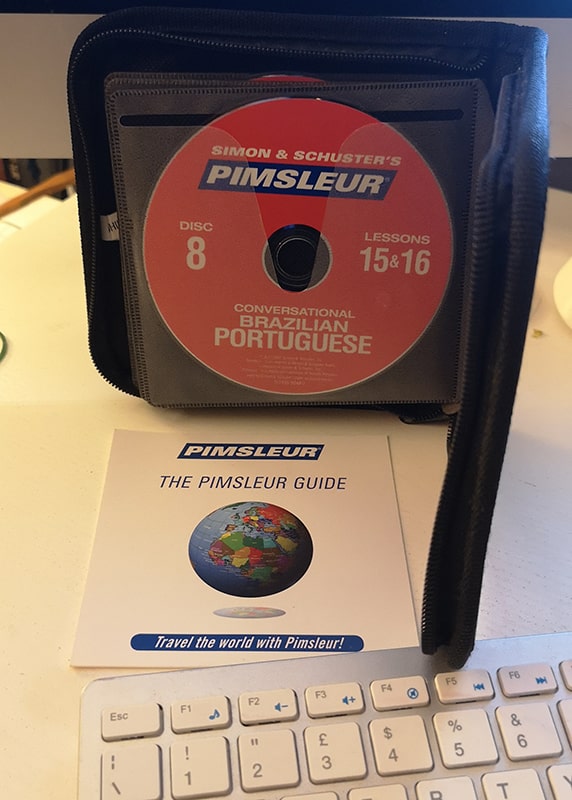 SIMON & SCHUSTER'S
PIMSLEUR
DISC
8
LESSONS
15&16
CONVERSATIONAL
BRAZILIAN
PORTUGUESE
PIMSLEUR
THE PIMSLEUR GUIDE
Travel the world with Pimsleur!
Esc
F1
F2
F3
F4
F5
F6
!
1
"
2
£
3
$
4
%
5
&
6
\
R
T